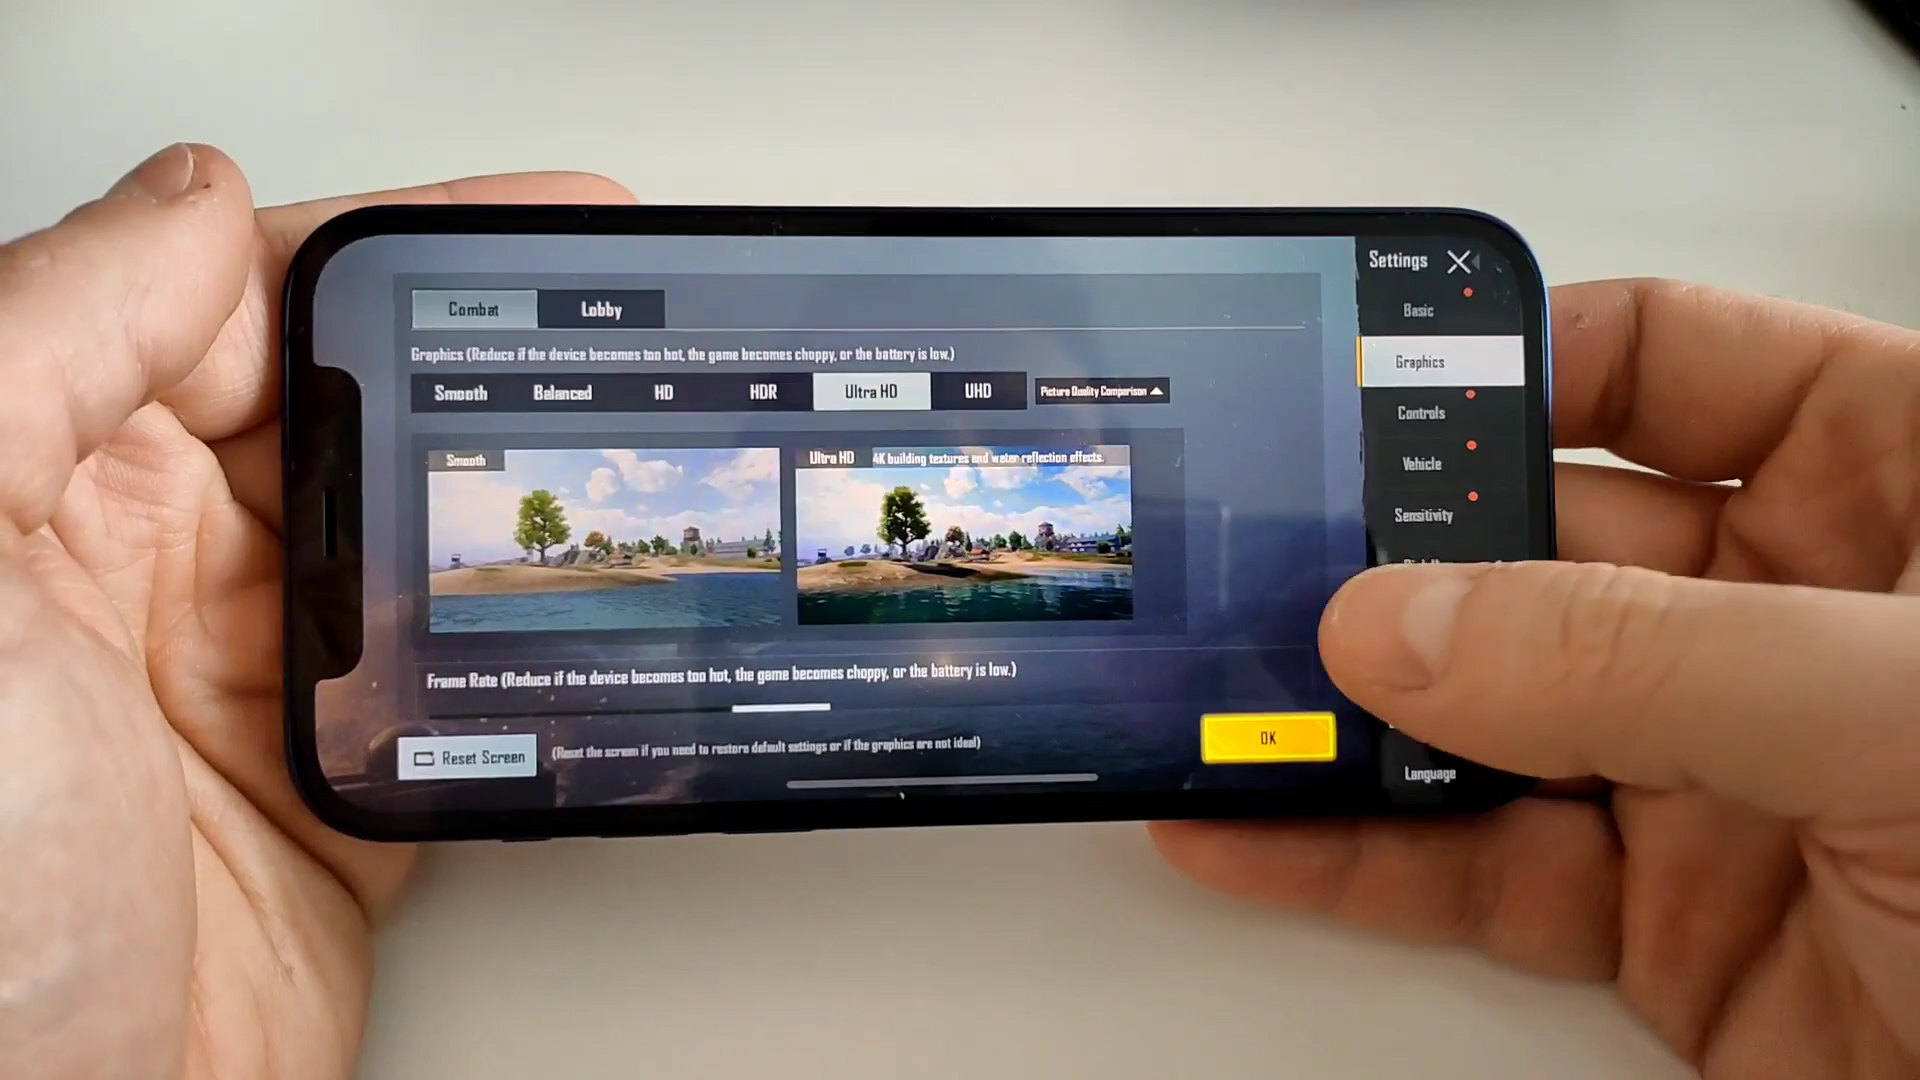 Settings
Combat
Lobby
Basic
Graphics (Reduce if the device becomes too hot, the game becomes choppy, or the battery is low.)
Graphics
Smooth
Balanced
HD
HDR
Ultra HD
UHD
Picture Quality Comparison
Controls
Smooth
Ultra HD
4K building textures and water reflection effects.
Vehicle
Sensitivity
Frame Rate (Reduce if the device becomes too hot, the game becomes choppy, or the battery is low.)
Reset Screen
(Reset the screen if you need to restore default settings or if the graphics are not ideal)
OK
Language